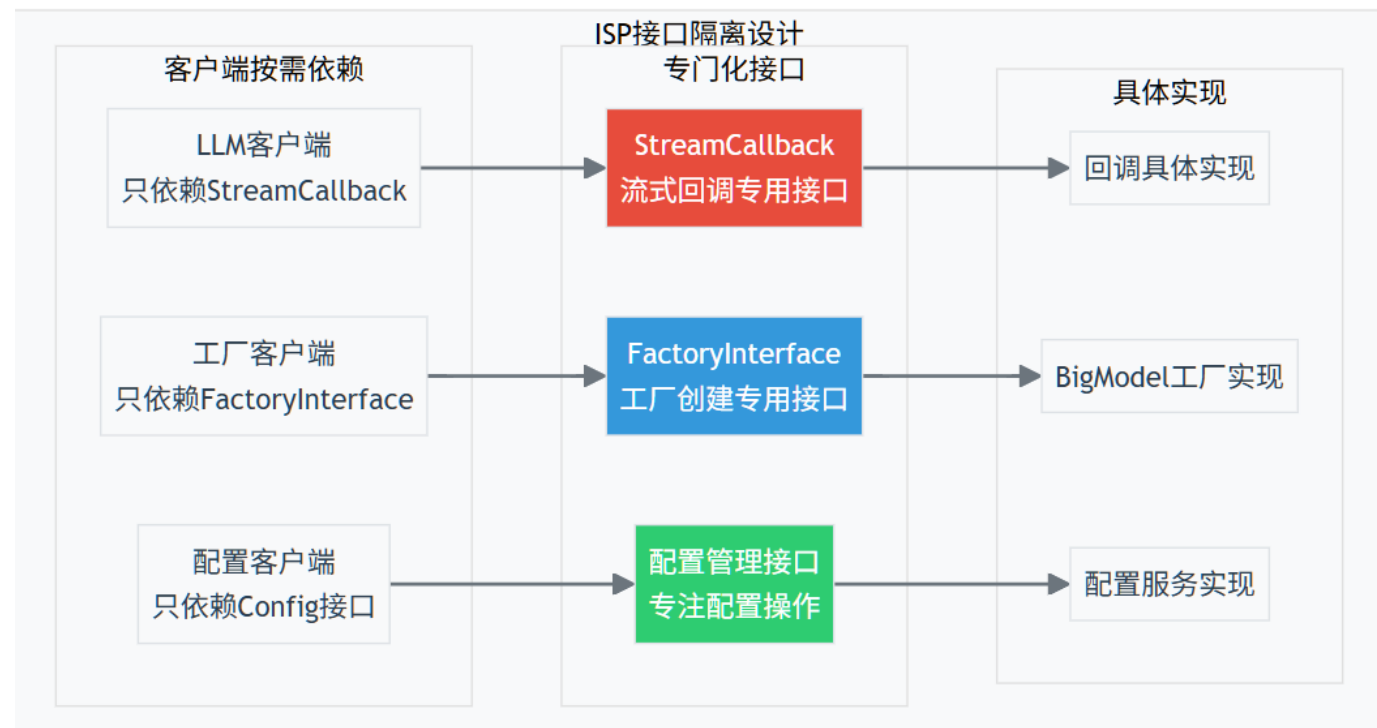 ISP接口隔离设计
客户端按需依赖
LLM客户端
只依赖StreamCallback
工厂客户端
只依赖FactoryInterface
配置客户端
只依赖Config接口
专门化接口
StreamCallback
流式回调专用接口
FactoryInterface
工厂创建专用接口
配置管理接口
专注配置操作
具体实现
回调具体实现
BigModel工厂实现
配置服务实现